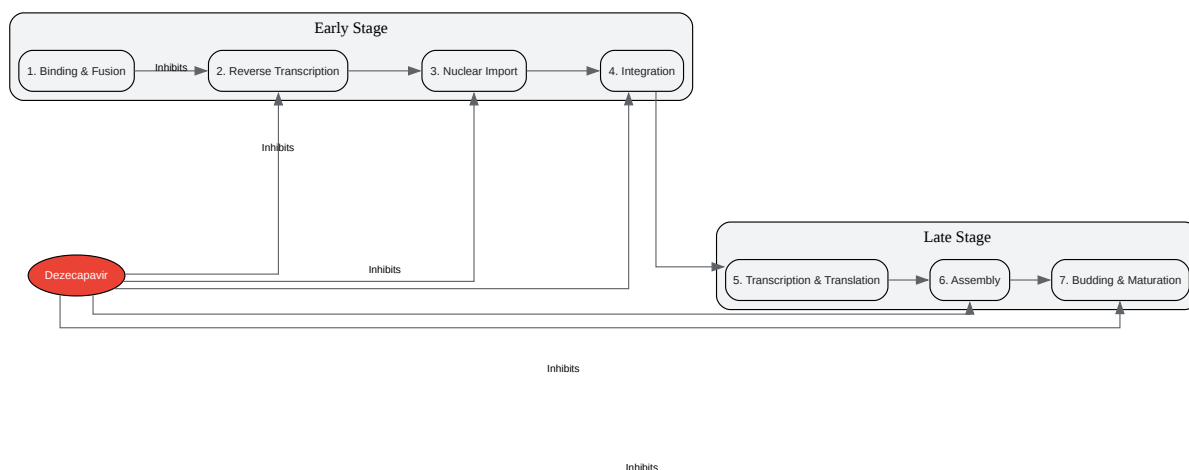 Early Stage
1. Binding & Fusion
Inhibits
2. Reverse Transcription
3. Nuclear Import
4. Integration
Inhibits
Late Stage
Dezecapavir
Inhibits
5. Transcription & Translation
6. Assembly
7. Budding & Maturation
Inhibits
Inhibits